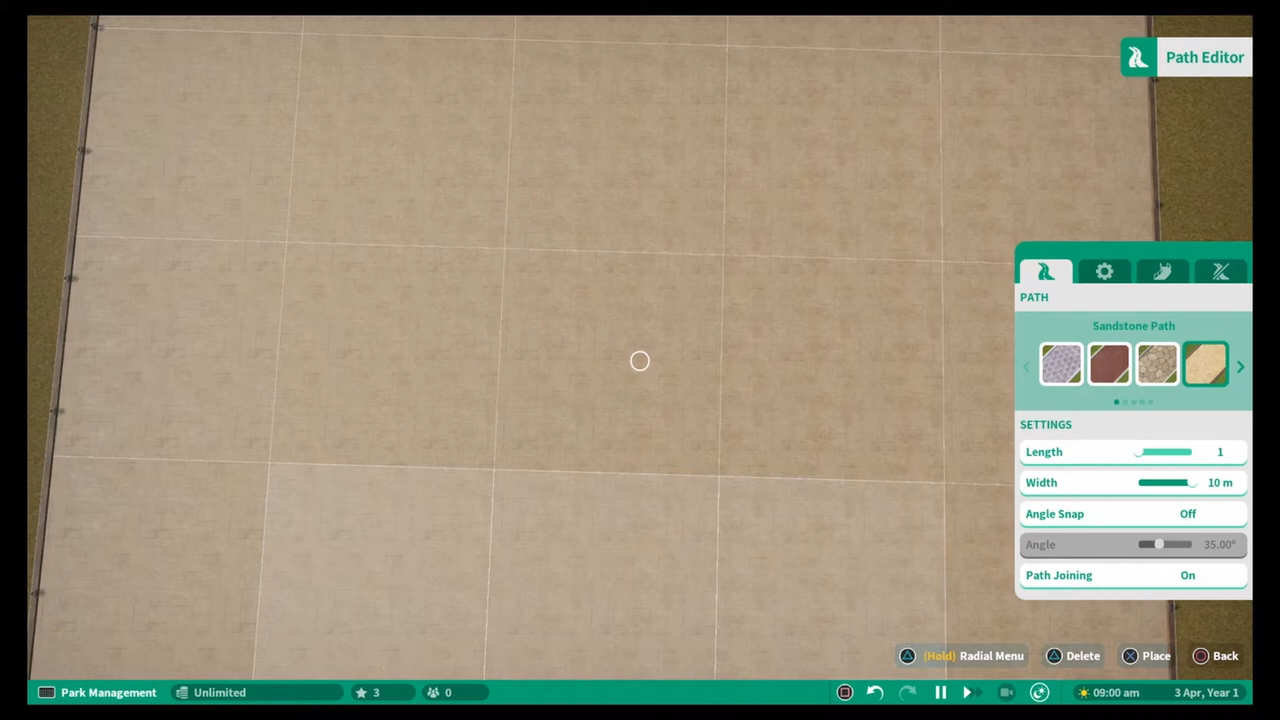 Path Editor
PATH
Sandstone Path
SETTINGS
Length 1
Width 10 m
Angle Snap Off
Angle 35.00°
Path Joining On
(Hold) Radial Menu Delete Place Back
Park Management Unlimited 3 0 09:00 am 3 Apr, Year 1